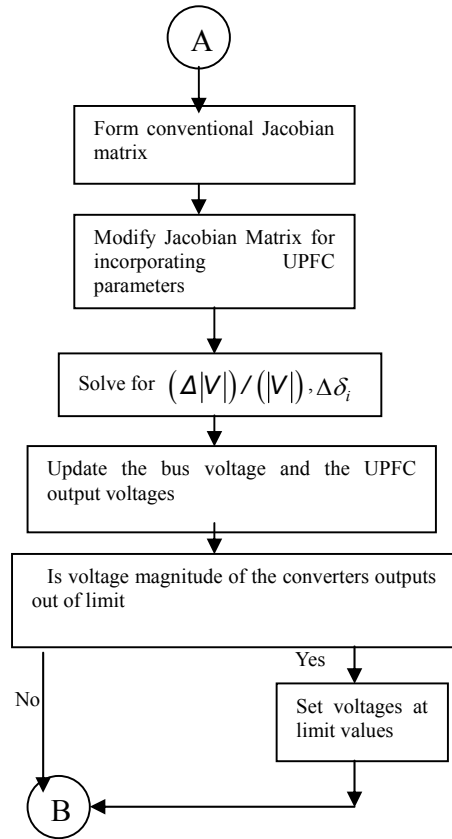 A
Form conventional Jacobian
matrix
Modify Jacobian Matrix for
incorporating UPFC
parameters
Solve for (Δ|V|)/(|V|),Δδᵢ
Update the bus voltage and the UPFC
output voltages
Is voltage magnitude of the converters outputs
out of limit
Yes
No
Set voltages at
limit values
B